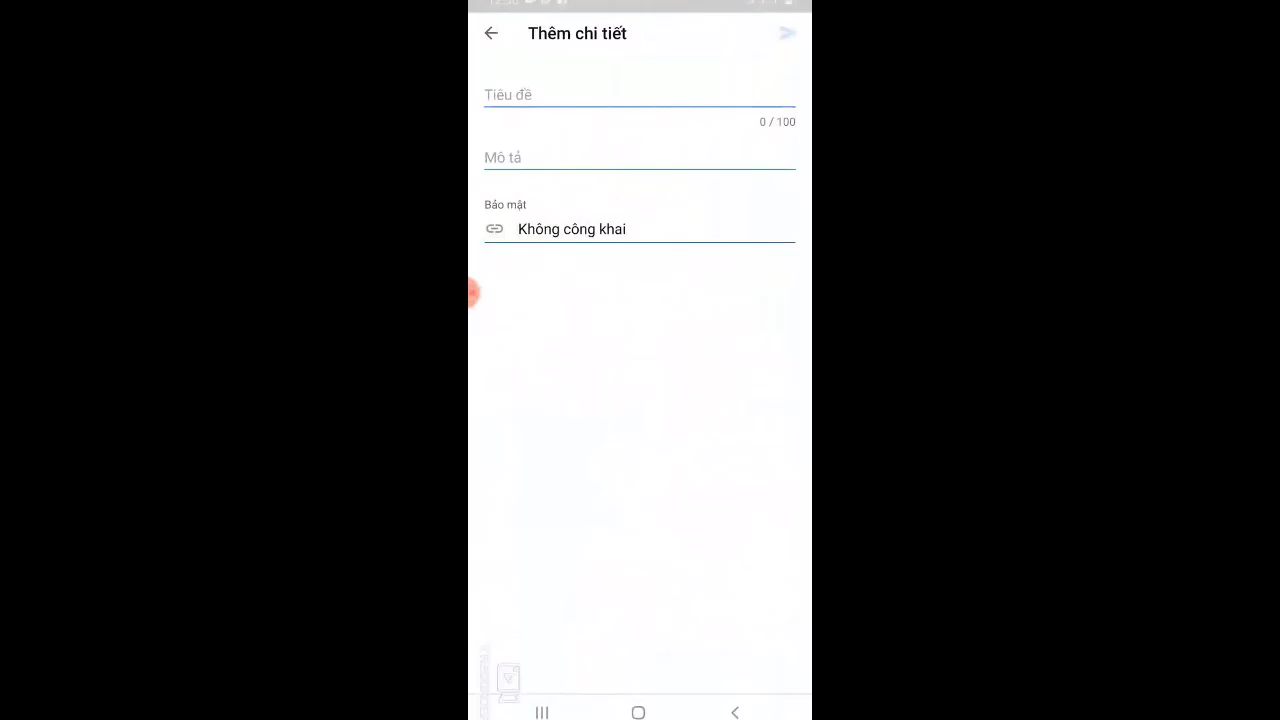 Thêm chi tiết
Tiêu đề
0 / 100
Mô tả
Bảo mật
Không công khai